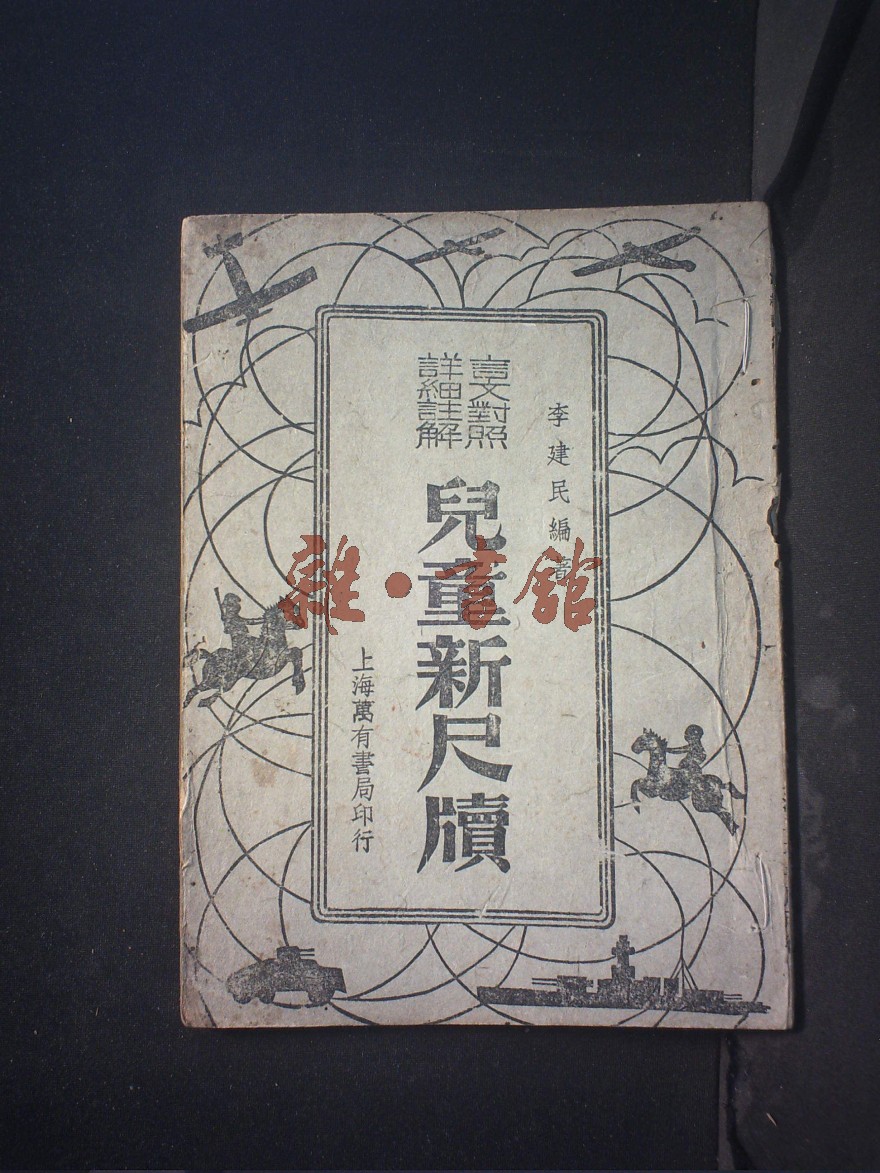 李建民編著
言文對照
詳細註解
兒童新尺牘
上海萬有書局印行
雜·書館